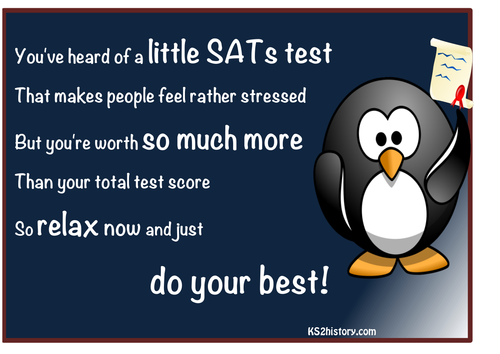 You've heard of a little SATs test
That makes people feel rather stressed
But you're worth so much more
Than your total test score
So relax now and just
do your best!
KS2history.com